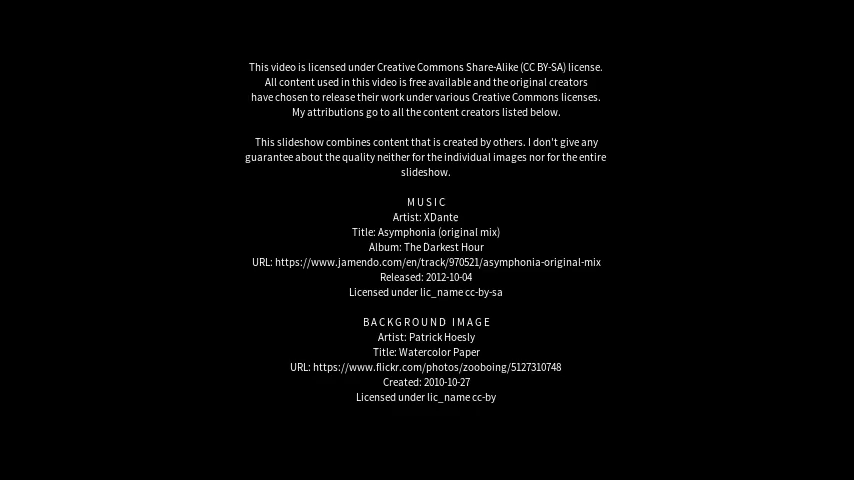 This video is licensed under Creative Commons Share-Alike (CC BY-SA) license.
All content used in this video is free available and the original creators
have chosen to release their work under various Creative Commons licenses.
My attributions go to all the content creators listed below.
This slideshow combines content that is created by others. I don't give any
guarantee about the quality neither for the individual images nor for the entire
slideshow.
M U S I C
Artist: XDante
Title: Asymphonia (original mix)
Album: The Darkest Hour
URL: https://www.jamendo.com/en/track/970521/asymphonia-original-mix
Released: 2012-10-04
Licensed under lic_name cc-by-sa
B A C K G R O U N D   I M A G E
Artist: Patrick Hoesly
Title: Watercolor Paper
URL: https://www.flickr.com/photos/zooboing/5127310748
Created: 2010-10-27
Licensed under lic_name cc-by